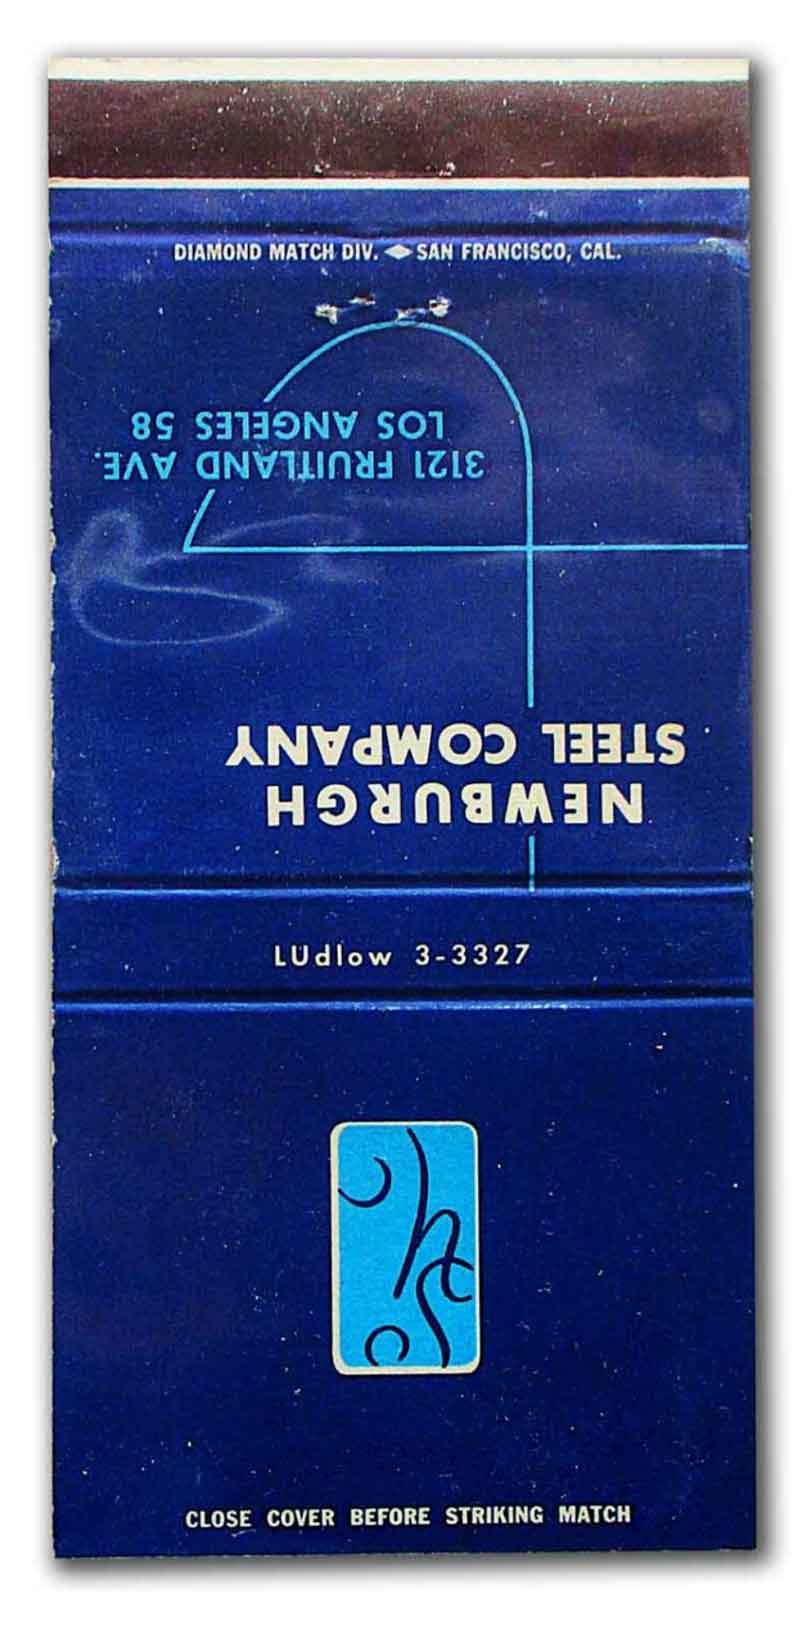 DIAMOND MATCH DIV. SAN FRANCISCO, CAL.
NEWBURGH
STEEL COMPANY
3121 FRUITLAND AVE.
LOS ANGELES 58
LUdlow 3-3327
CLOSE COVER BEFORE STRIKING MATCH